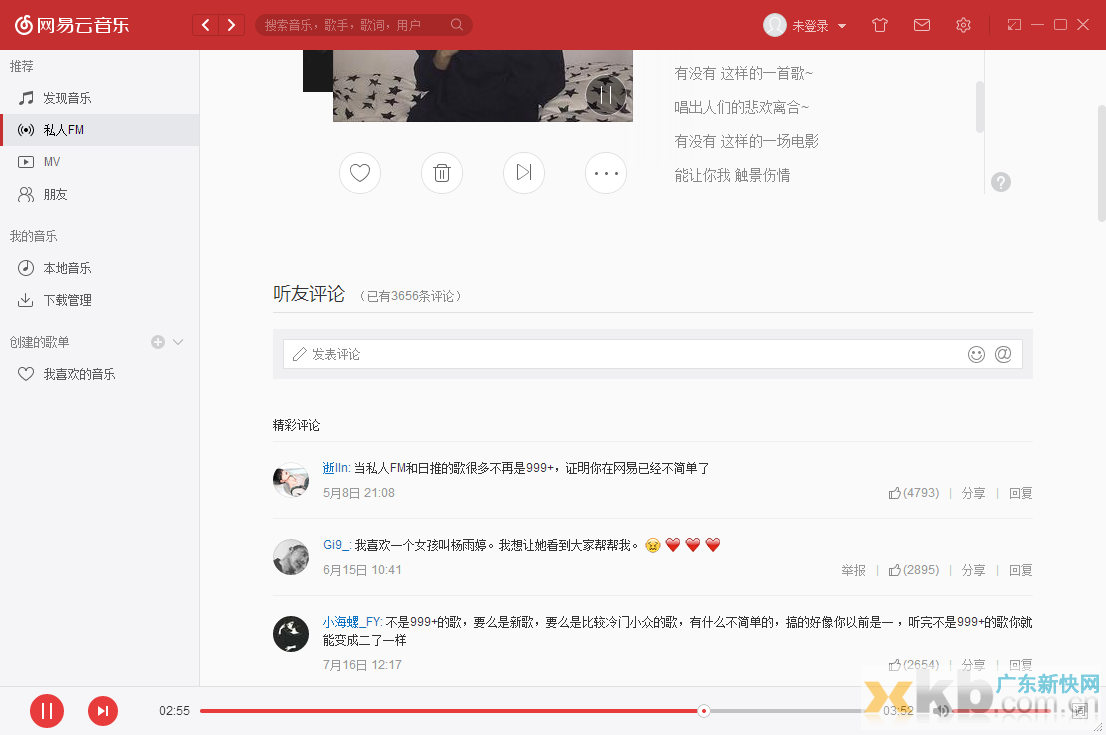 网易云音乐
搜索音乐，歌手，歌词，用户
未登录
推荐
发现音乐
私人FM
MV
朋友
我的音乐
本地音乐
下载管理
创建的歌单
我喜欢的音乐
有没有 这样的一首歌~
唱出人们的悲欢离合~
有没有 这样的一场电影
能让你我 触景伤情
?
听友评论 （已有3656条评论）
发表评论
@
精彩评论
逝lln: 当私人FM和日推的歌很多不再是999+，证明你在网易已经不简单了
5月8日 21:08 (4793) | 分享 | 回复
Gi9_: 我喜欢一个女孩叫杨雨婷。我想让她看到大家帮帮我。😢❤❤❤
6月15日 10:41 举报 | (2895) | 分享 | 回复
小海螺_FY: 不是999+的歌，要么是新歌，要么是比较冷门小众的歌，有什么不简单的，搞的好像你以前是一 ，听完不是999+的歌你就
能变成二了一样
7月16日 12:17 (2654) | 分享 | 回复
02:55
03:52
词
xkb
广东新快网
.com.cn